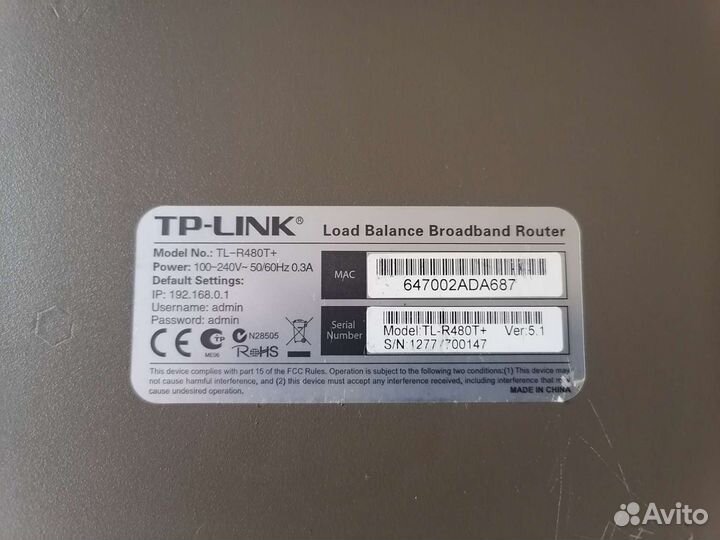 TP-LINK® Load Balance Broadband Router
Model No.: TL-R480T+
Power: 100-240V~ 50/60Hz 0.3A
Default Settings:
IP: 192.168.0.1
Username: admin
Password: admin
MAC
647002ADA687
Serial Number
Model:TL-R480T+ Ver:5.1
S/N:1277/700147
CE
TP
ME06
N28505
RoHS
This device complies with part 15 of the FCC Rules. Operation is subject to the following two conditions:(1) This device may
not cause harmful interference, and (2) this device must accept any interference received, including interference that may
cause undesired operation.
MADE IN CHINA
Avito